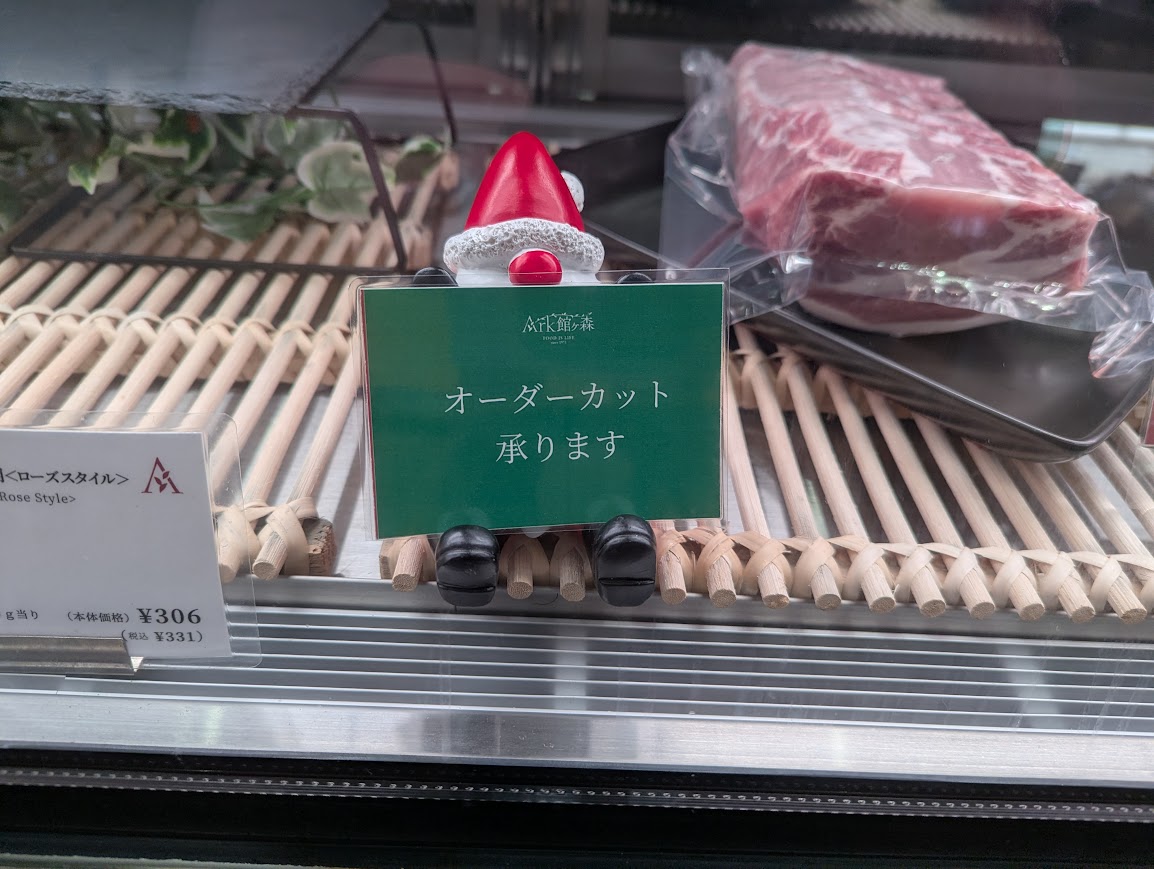 Ark館ヶ森
FOOD IS LIFE
オーダーカット
承ります
<ローズスタイル>
Rose Style>
g当り (本体価格) ¥306
(税込 ¥331)